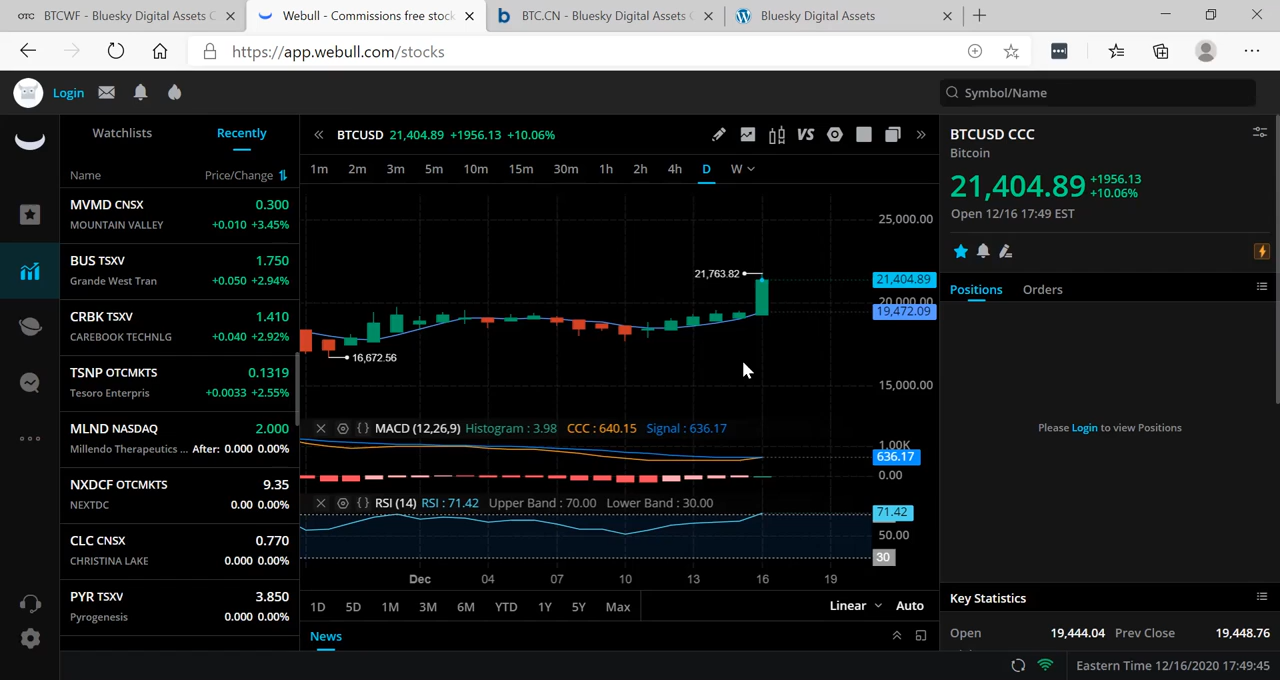 OTC BTCWF - Bluesky Digital Assets C
Webull - Commissions free stock
b BTC.CN - Bluesky Digital Assets C
Bluesky Digital Assets
https://app.webull.com/stocks
Login
Symbol/Name
Watchlists Recently
Name Price/Change
MVMD CNSX 0.300
MOUNTAIN VALLEY +0.010 +3.45%
BUS TSXV 1.750
Grande West Tran +0.050 +2.94%
CRBK TSXV 1.410
CAREBOOK TECHNLG +0.040 +2.92%
TSNP OTCMKTS 0.1319
Tesoro Enterpris +0.0033 +2.55%
MLND NASDAQ 2.000
Millendo Therapeutics ... After: 0.000 0.00%
NXDCF OTCMKTS 9.35
NEXTDC 0.00 0.00%
CLC CNSX 0.770
CHRISTINA LAKE 0.000 0.00%
PYR TSXV 3.850
Pyrogenesis 0.000 0.00%
BTCUSD 21,404.89 +1956.13 +10.06%
VS
1m 2m 3m 5m 10m 15m 30m 1h 2h 4h D W
25,000.00
21,763.82
21,404.89
20,000.00
19,472.09
16,672.56
15,000.00
MACD (12,26,9) Histogram : 3.98 CCC : 640.15 Signal : 636.17
1.00K
636.17
0.00
RSI (14) RSI : 71.42 Upper Band : 70.00 Lower Band : 30.00
71.42
50.00
30
Dec 04 07 10 13 16 19
1D 5D 1M 3M 6M YTD 1Y 5Y Max Linear Auto
News
BTCUSD CCC
Bitcoin
21,404.89 +1956.13
+10.06%
Open 12/16 17:49 EST
Positions Orders
Please Login to view Positions
Key Statistics
Open 19,444.04 Prev Close 19,448.76
Eastern Time 12/16/2020 17:49:45